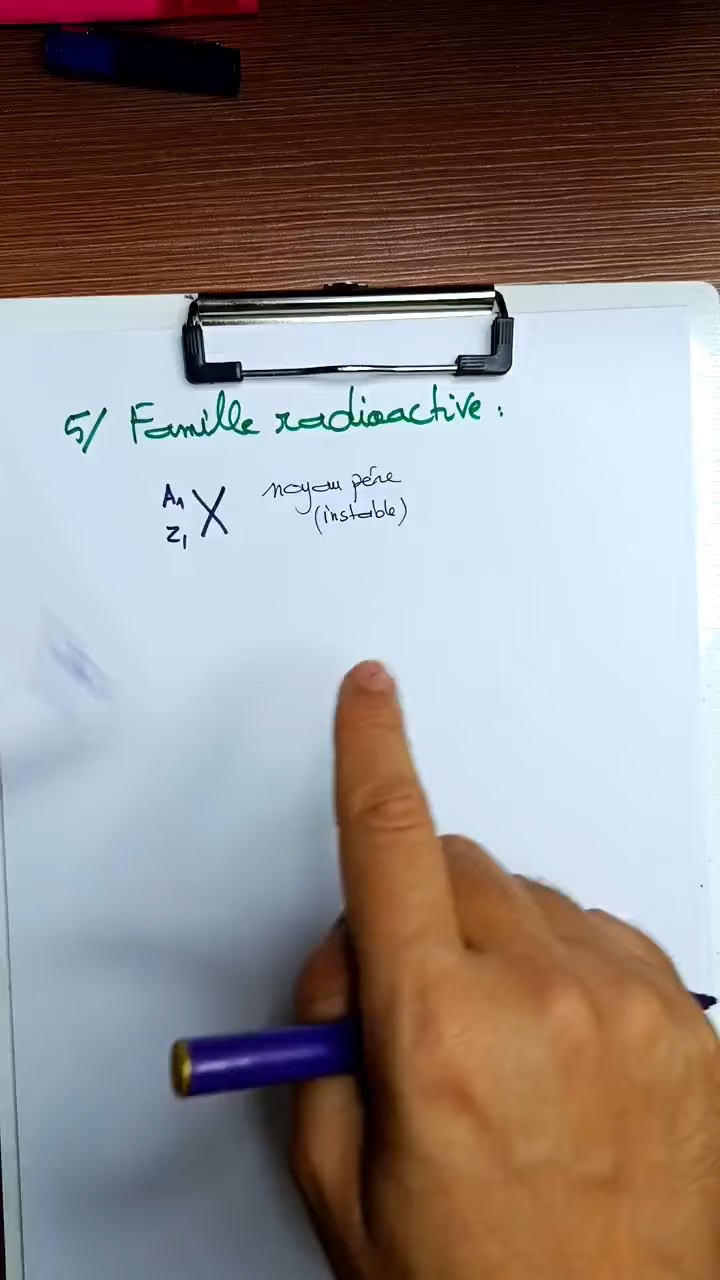 5/ Famille radioactive :
A₁ X noyau père
Z₁ (instable)